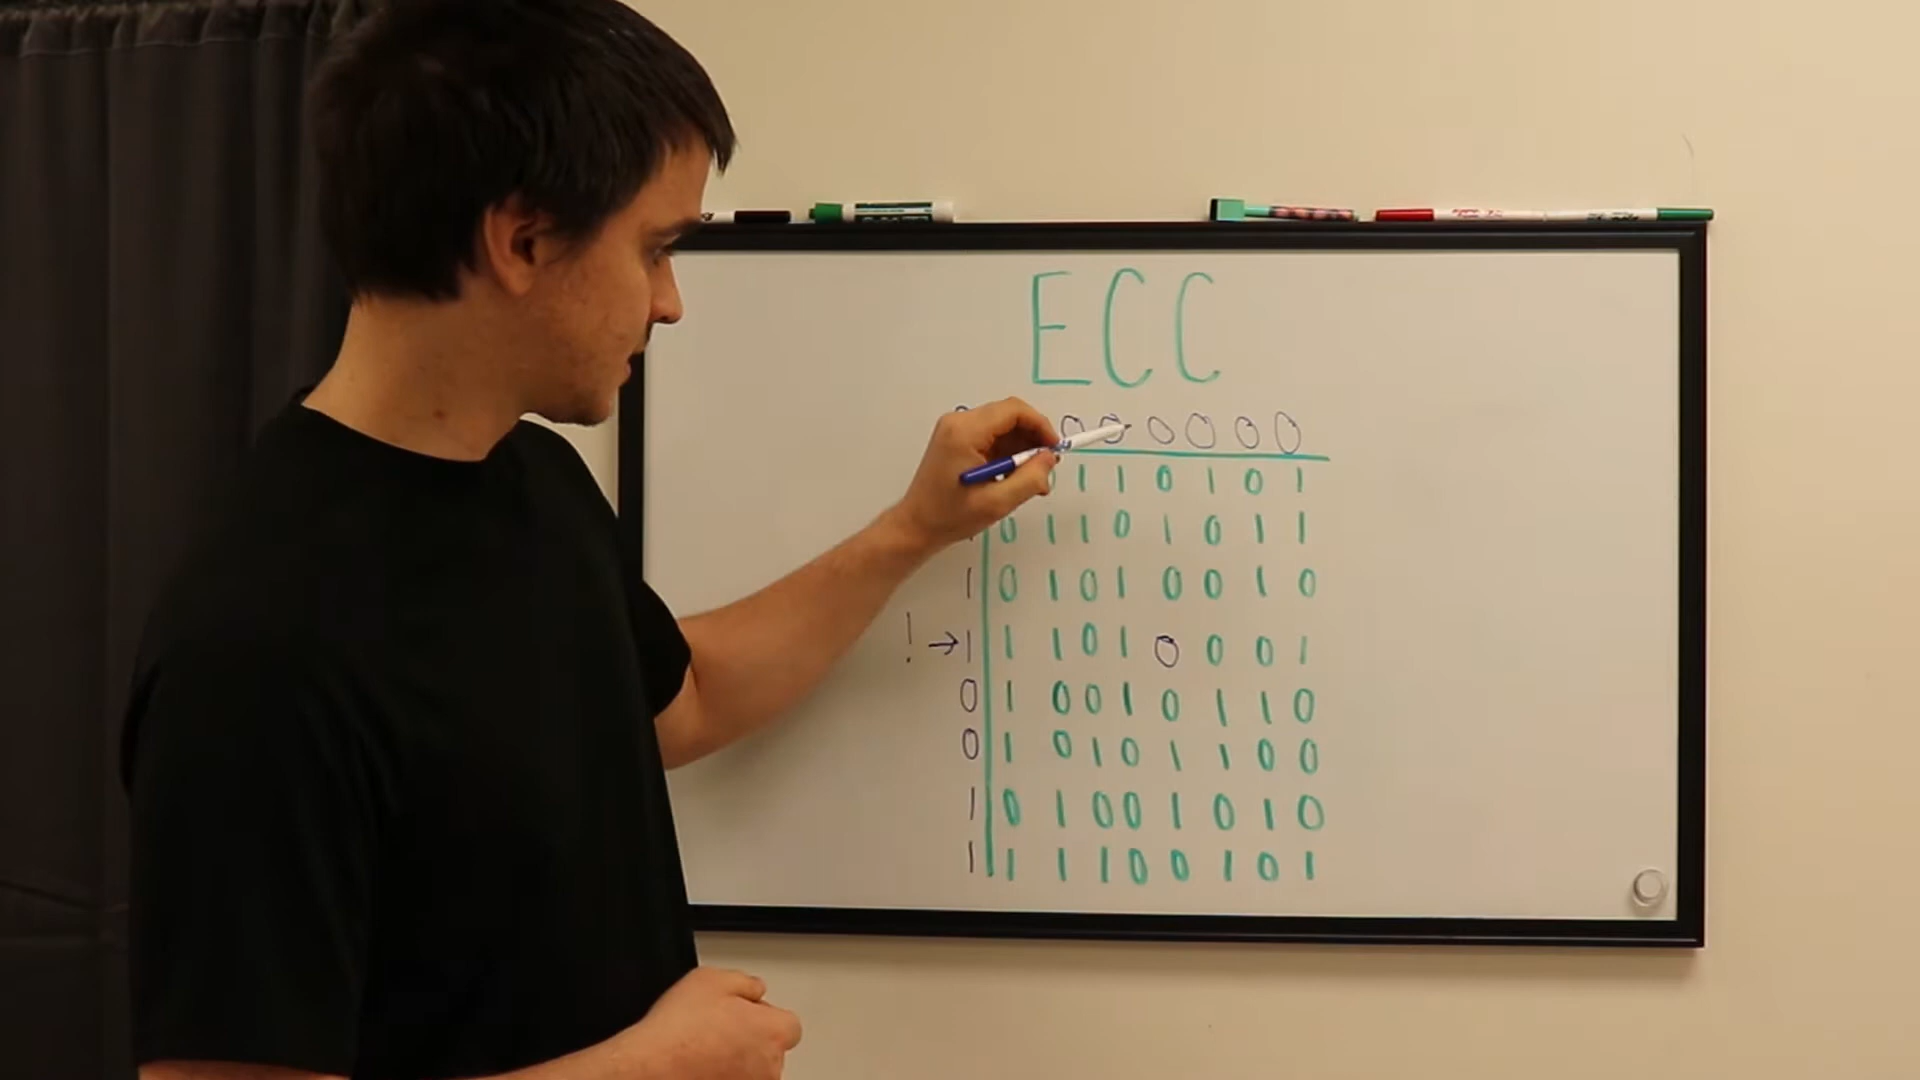 ECC
0 0 0 0 0 0
0 1 1 0 1 0 1
0 1 1 0 1 0 1 1
1 0 1 0 1 0 0 1 0
! → 1 1 1 0 1 0 0 0 1
0 1 0 0 1 0 1 1 0
0 1 0 1 0 1 1 0 0
1 0 1 0 0 1 0 1 0
1 1 1 1 0 0 1 0 1